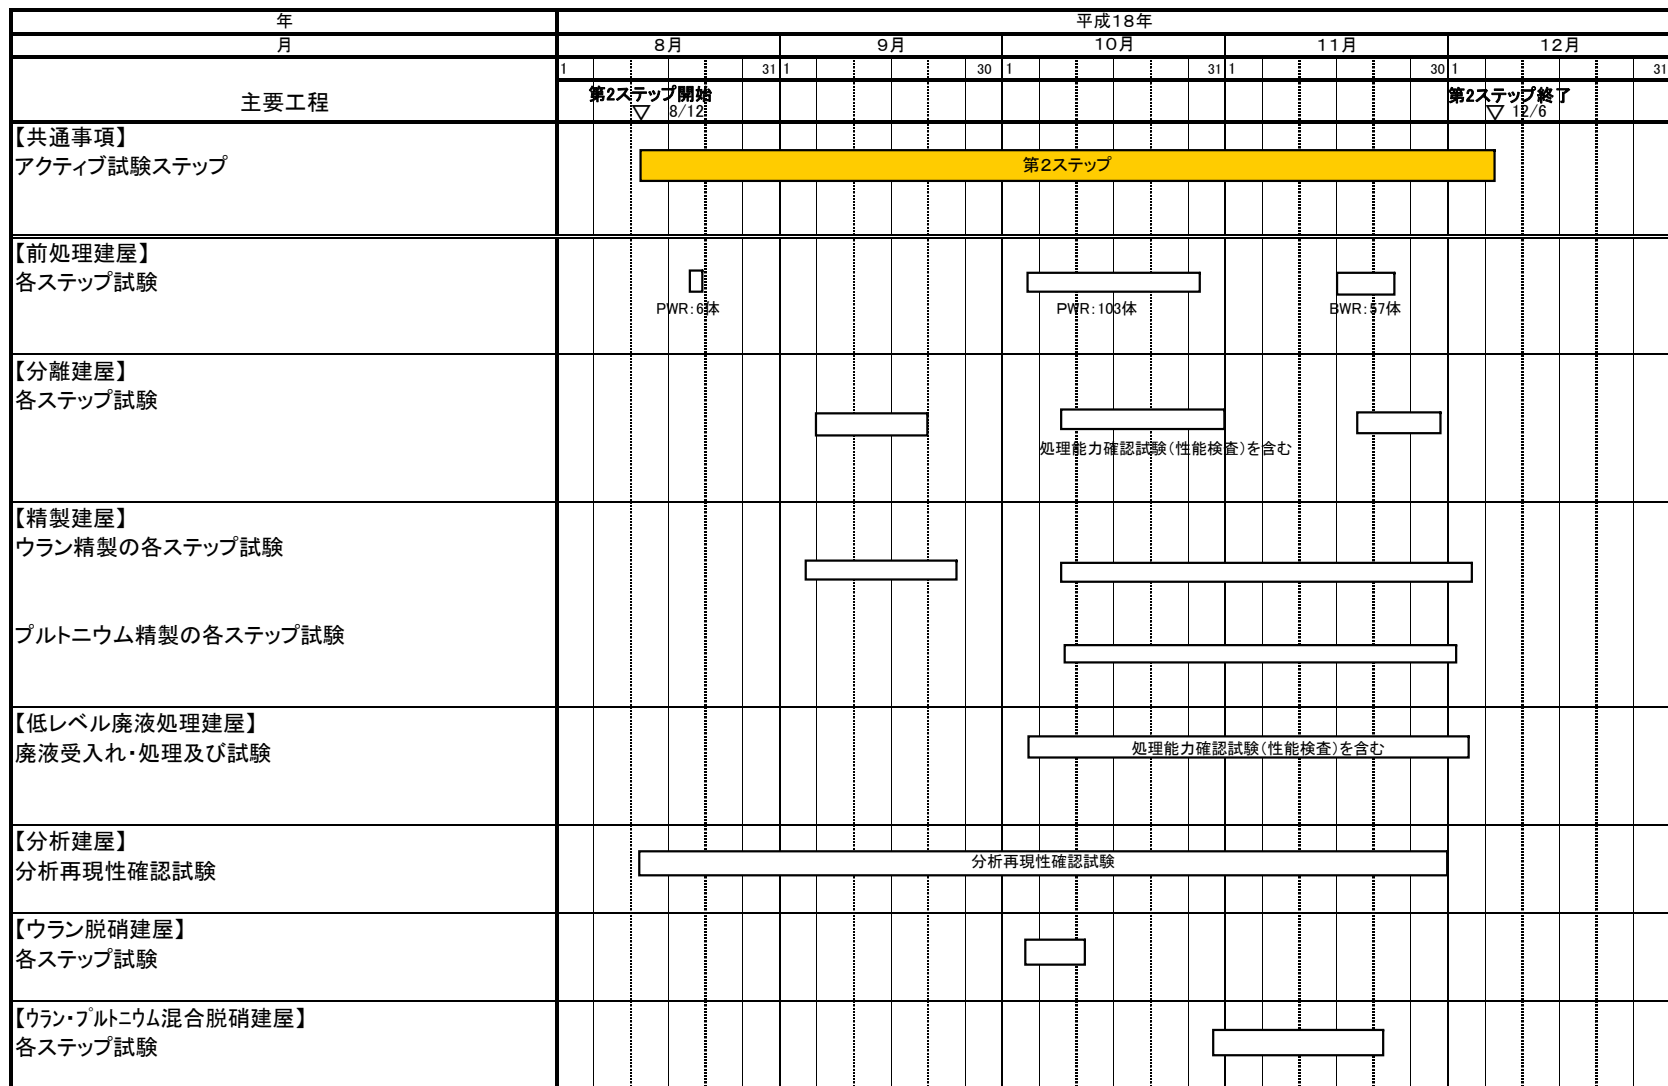 年
平成18年
月
8月
9月
10月
11月
12月
1
31
1
30
1
31
1
30
1
31
主要工程
第2ステップ開始
▽ 8/12
第2ステップ終了
▽ 12/6
【共通事項】
アクティブ試験ステップ
第2ステップ
【前処理建屋】
各ステップ試験
PWR:6体
PWR:103体
BWR:57体
【分離建屋】
各ステップ試験
処理能力確認試験(性能検査)を含む
【精製建屋】
ウラン精製の各ステップ試験
プルトニウム精製の各ステップ試験
【低レベル廃液処理建屋】
廃液受入れ・処理及び試験
処理能力確認試験(性能検査)を含む
【分析建屋】
分析再現性確認試験
分析再現性確認試験
【ウラン脱硝建屋】
各ステップ試験
【ウラン・プルトニウム混合脱硝建屋】
各ステップ試験